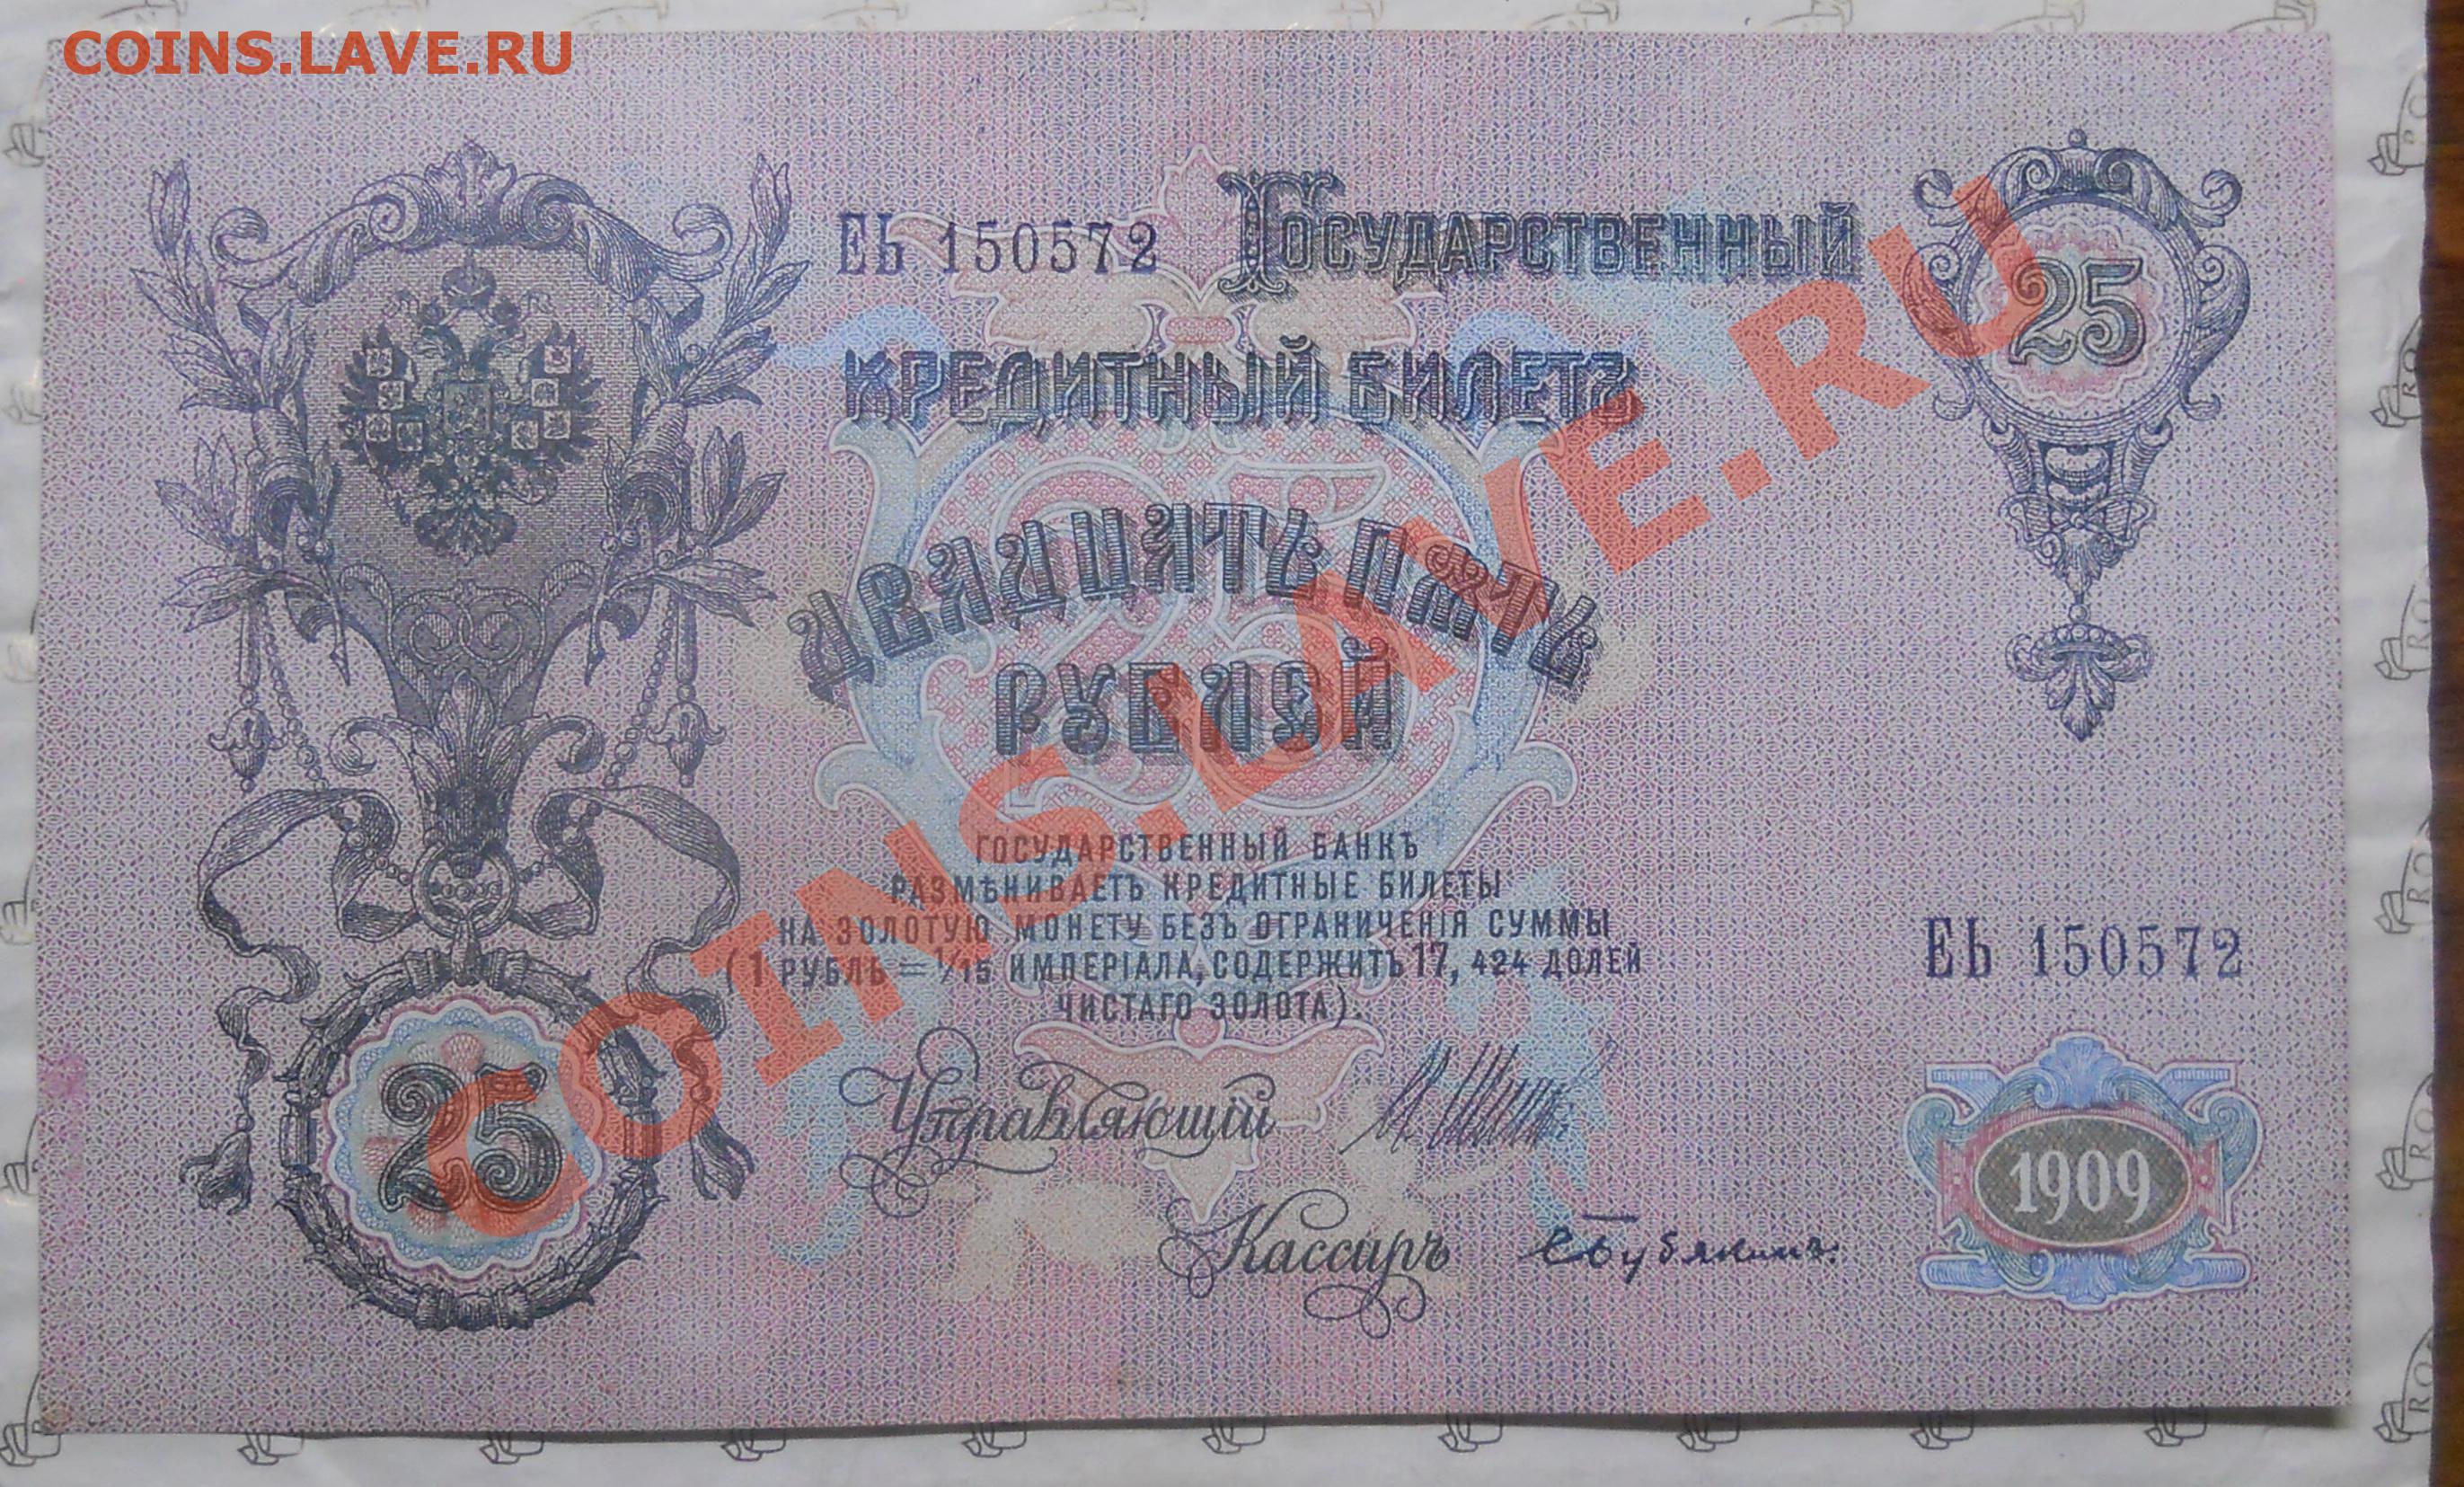 COINS.LAVE.RU
ЕЬ 150572
Государственный
25
кредитный билетъ
двадцать пять
рублей
25
ГОСУДАРСТВЕННЫЙ БАНКЪ
РАЗМѢНИВАЕТЪ КРЕДИТНЫЕ БИЛЕТЫ
НА ЗОЛОТУЮ МОНЕТУ БЕЗЪ ОГРАНИЧЕНІЯ СУММЫ
(1 РУБЛЬ = 1/15 ИМПЕРІАЛА, СОДЕРЖИТЪ 17, 424 ДОЛЕЙ
ЧИСТАГО ЗОЛОТА).
ЕЬ 150572
25
Управляющій
Кассиръ
1909
COINS.LAVE.RU